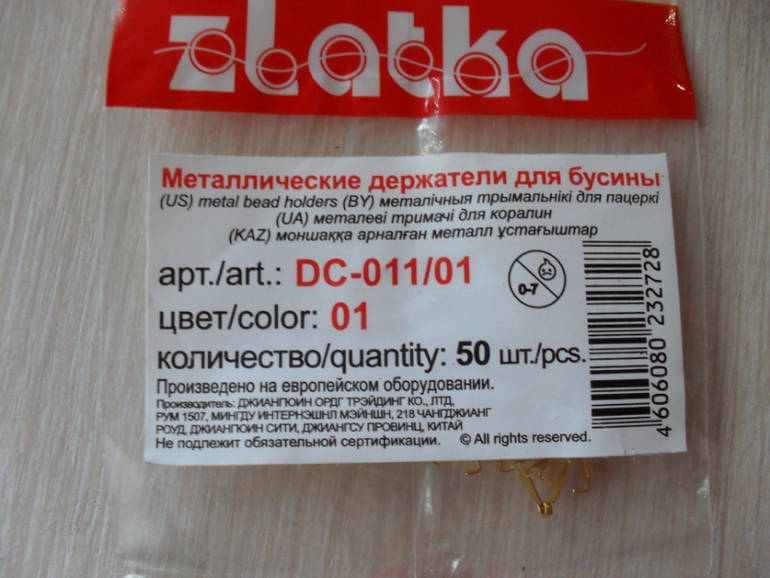 zlatka
Металлические держатели для бусины
(US) metal bead holders (BY) металічныя трымальнікі для пацеркі
(UA) металеві тримачі для коралин
(KAZ) моншаққа арналған металл ұстағыштар
арт./art.: DC-011/01
0-7
цвет/color: 01
количество/quantity: 50 шт./pcs.
Произведено на европейском оборудовании.
Производитель: ДЖИАНГЮИН ОРДГ ТРЭЙДИНГ КО., ЛТД,
РУМ 1507, МИНГДУ ИНТЕРНЭШНЛ МЭЙНШН, 218 ЧАНГДЖИАНГ
РОУД, ДЖИАНГЮИН СИТИ, ДЖИАНГСУ ПРОВИНЦ, КИТАЙ
Не подлежит обязательной сертификации. © All rights reserved.
4 606080 232728